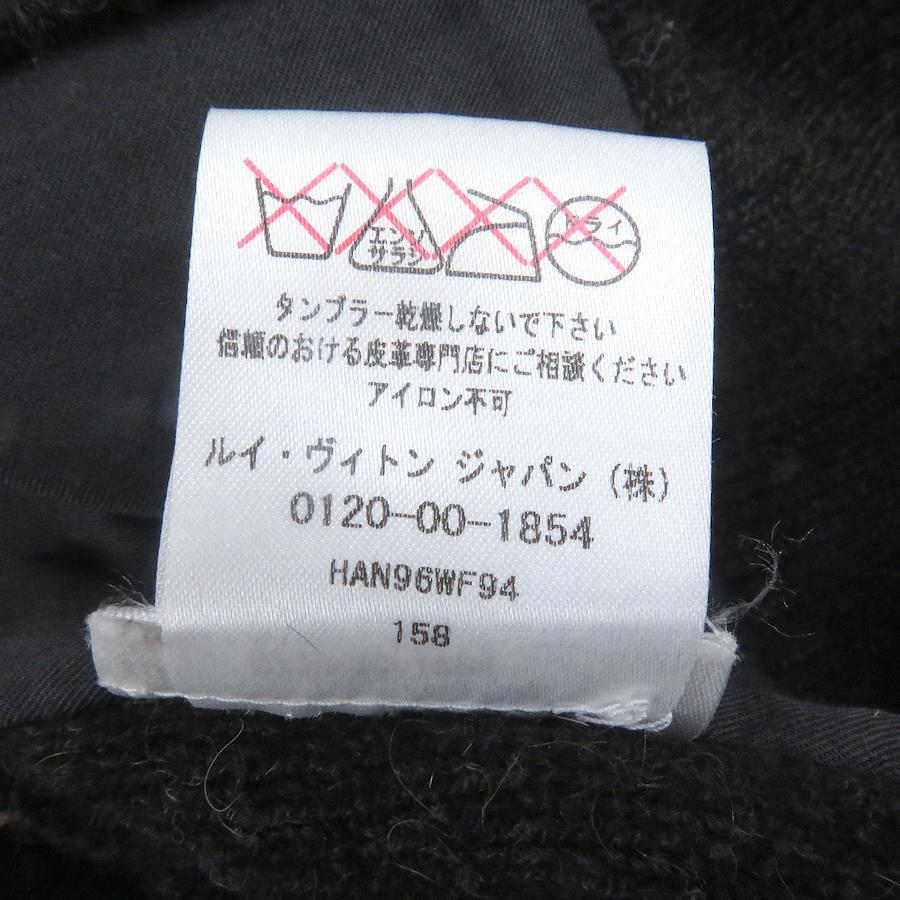 エンソ
サラシ
ドライ
タンブラー乾燥しないで下さい
信頼のおける皮革専門店にご相談ください
アイロン不可
ルイ・ヴィトン ジャパン（株）
0120-00-1854
HAN96WF94
158